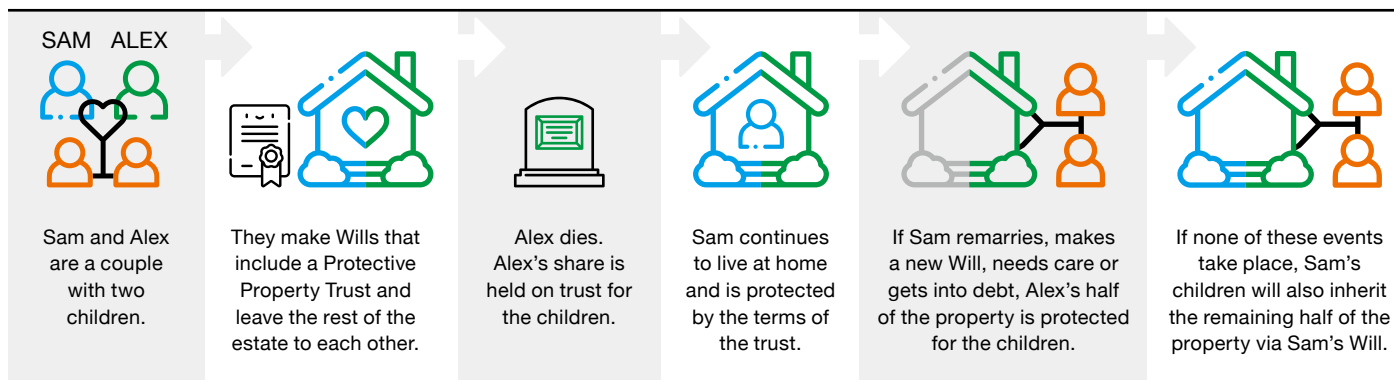 SAM ALEX
Sam and Alex
are a couple
with two
children.
They make Wills that
include a Protective
Property Trust and
leave the rest of the
estate to each other.
Alex dies.
Alex’s share is
held on trust for
the children.
Sam continues
to live at home
and is protected
by the terms of
the trust.
If Sam remarries, makes
a new Will, needs care or
gets into debt, Alex’s half
of the property is protected
for the children.
If none of these events
take place, Sam’s
children will also inherit
the remaining half of the
property via Sam’s Will.